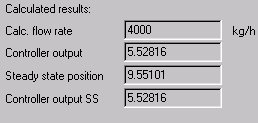 Calculated results:
Calc. flow rate 4000 kg/h
Controller output 5.52816
Steady state position 9.55101
Controller output SS 5.52816